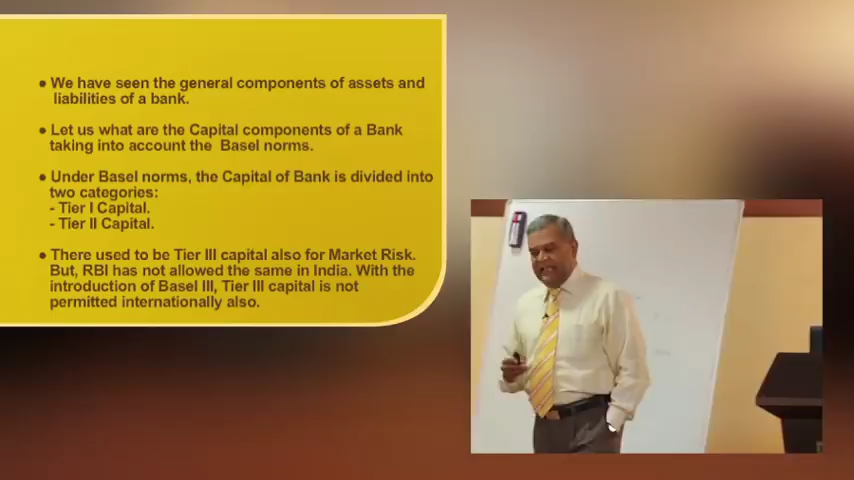 ● We have seen the general components of assets and
liabilities of a bank.
● Let us what are the Capital components of a Bank
taking into account the Basel norms.
● Under Basel norms, the Capital of Bank is divided into
two categories:
- Tier I Capital.
- Tier II Capital.
● There used to be Tier III capital also for Market Risk.
But, RBI has not allowed the same in India. With the
introduction of Basel III, Tier III capital is not
permitted internationally also.